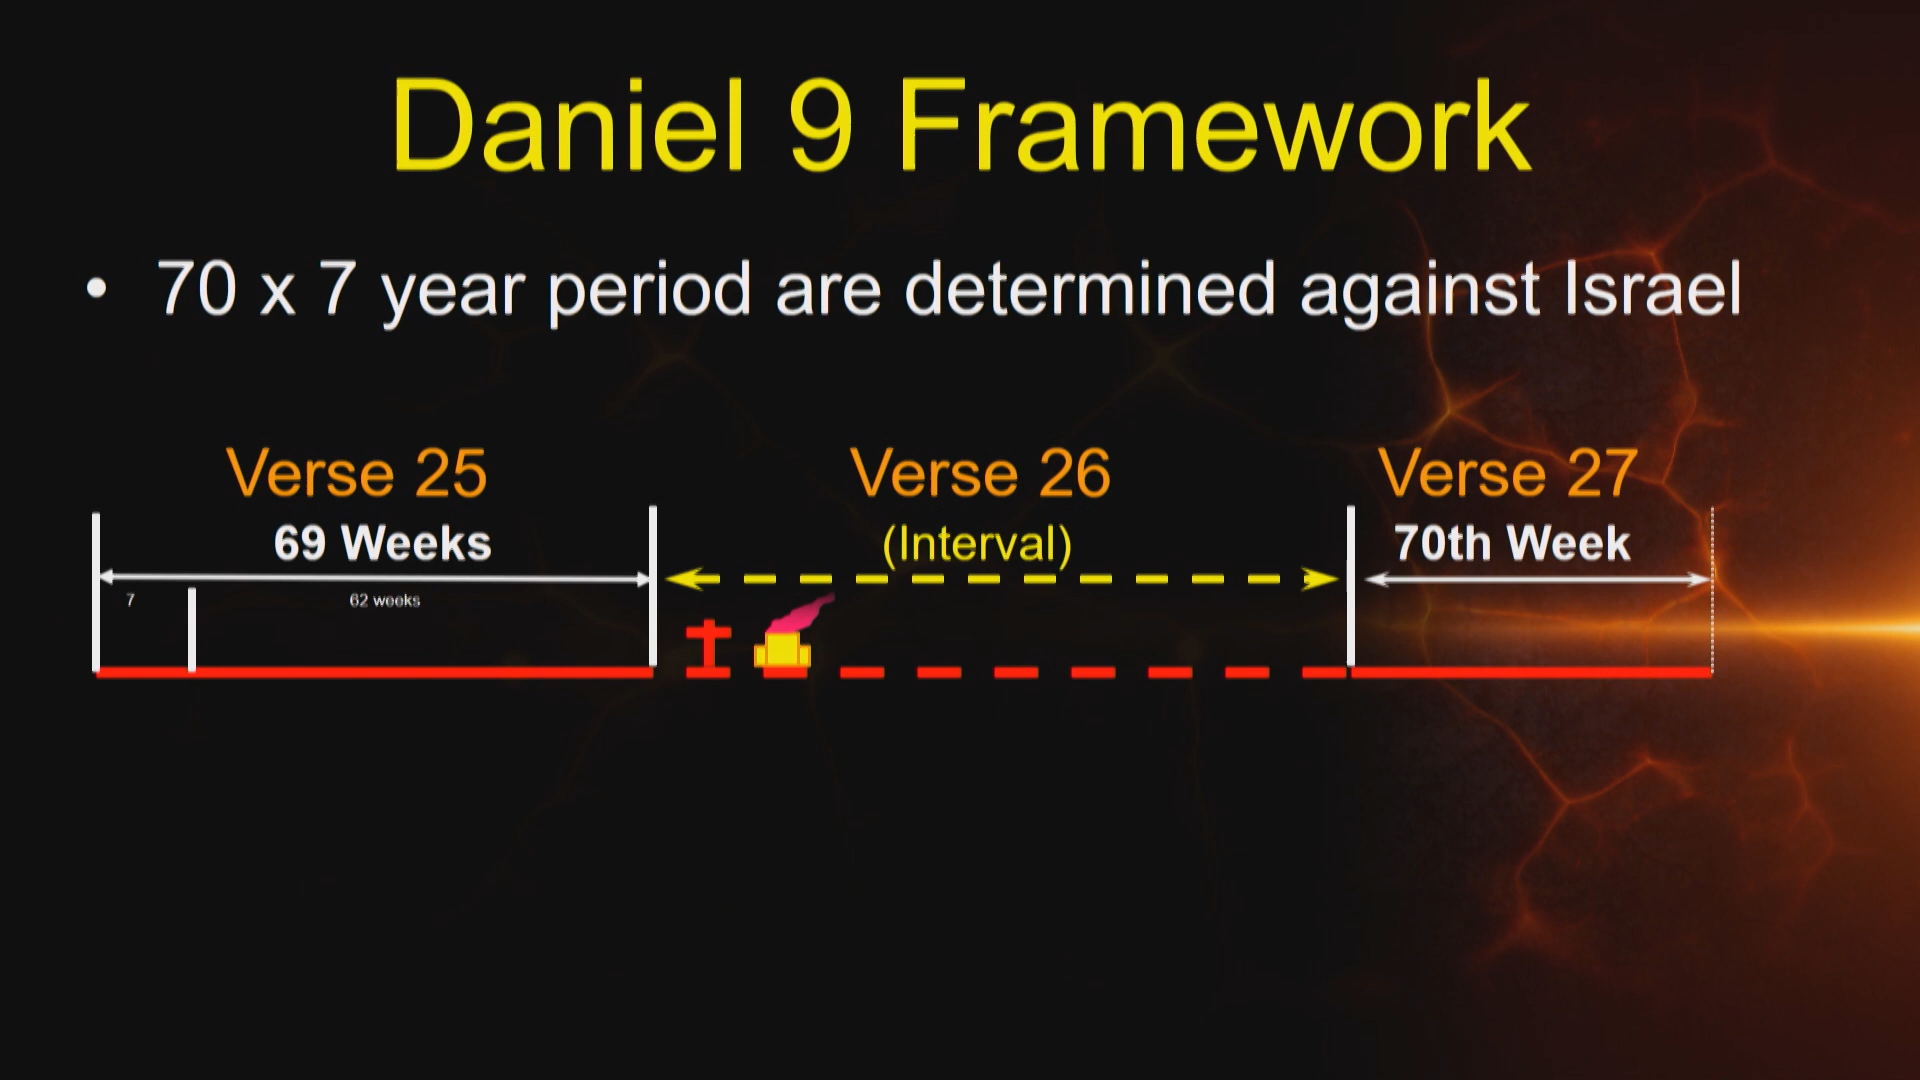 Daniel 9 Framework
• 70 x 7 year period are determined against Israel
Verse 25
Verse 26
Verse 27
69 Weeks
(Interval)
70th Week
7
62 weeks